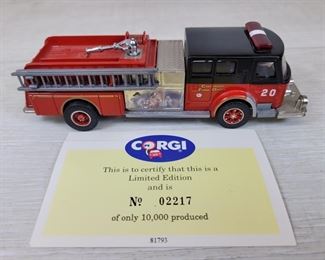 20
CORGI
This is to certify that this is a
Limited Edition
and is
No 02217
of only 10,000 produced
81793